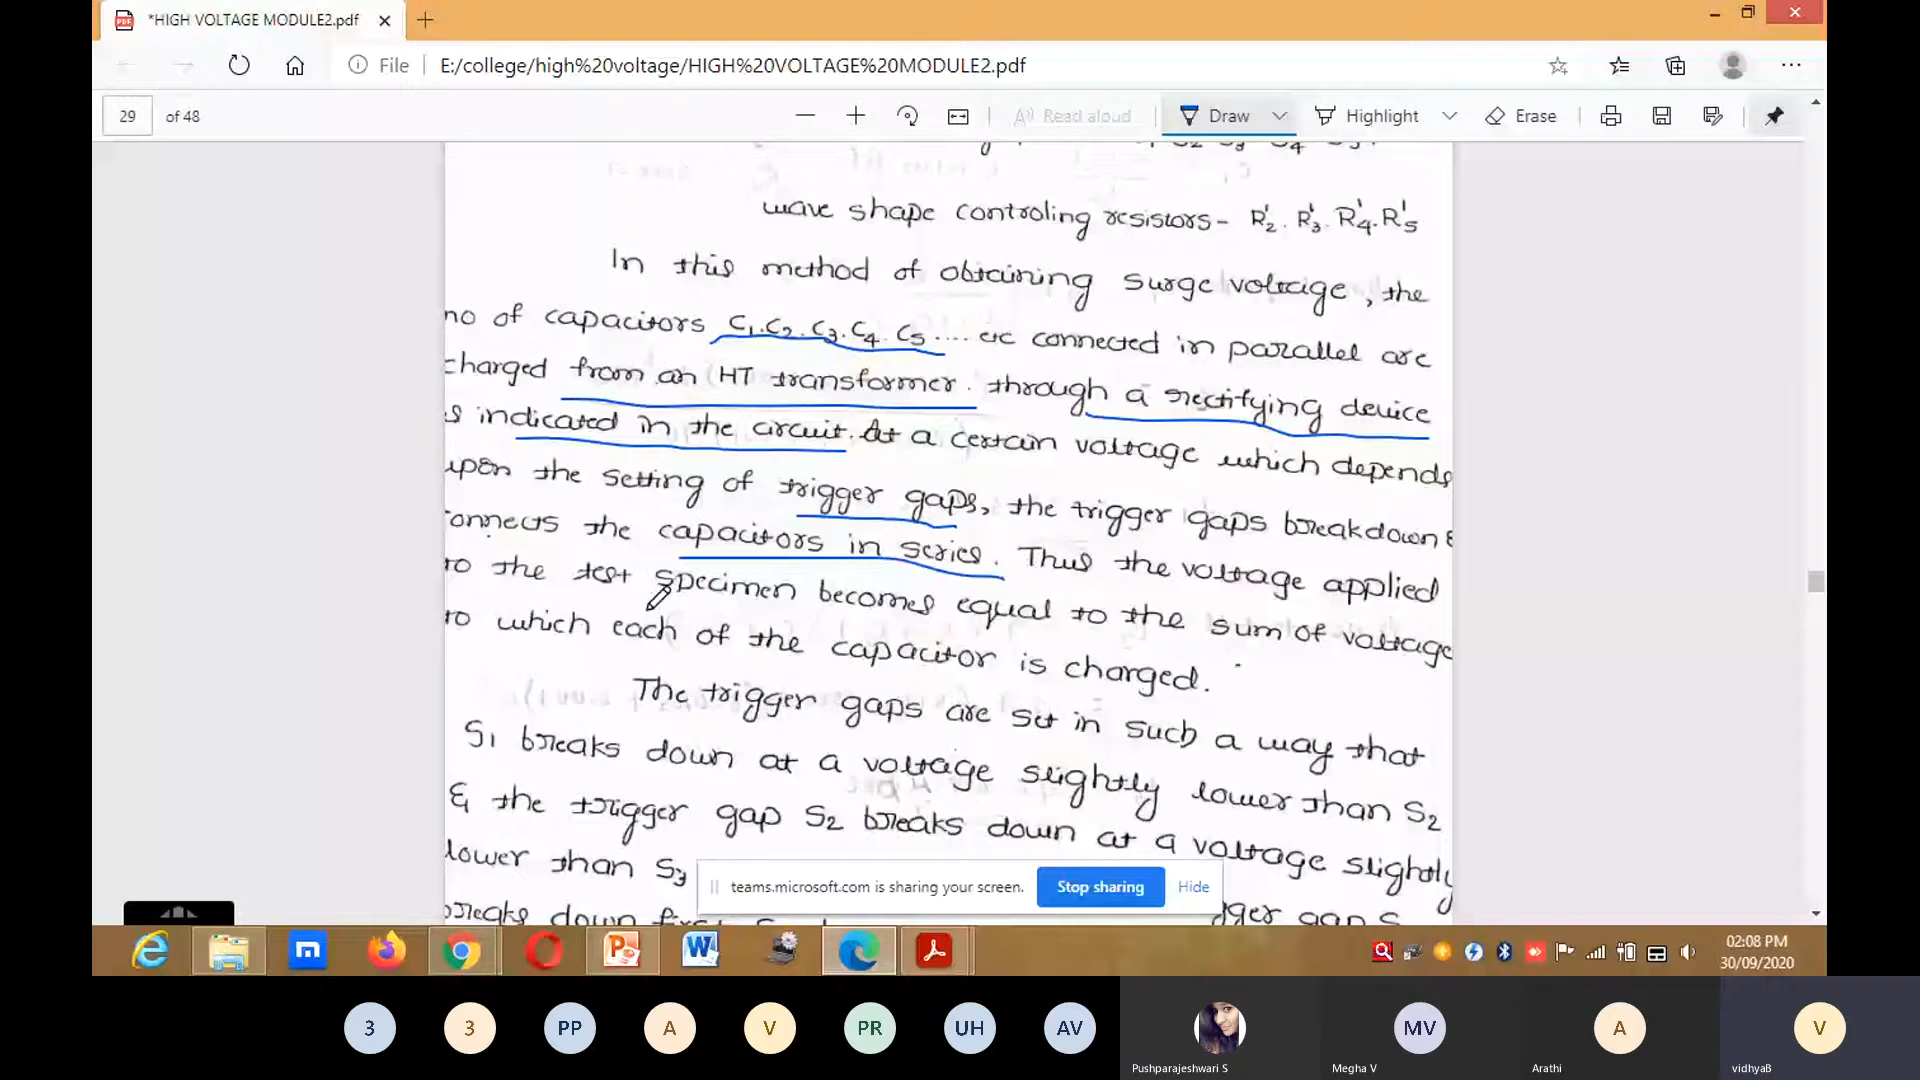 *HIGH VOLTAGE MODULE2.pdf
File E:/college/high%20voltage/HIGH%20VOLTAGE%20MODULE2.pdf
29 of 48 Read aloud Draw Highlight Erase
wave shape controling resistors- R'2. R'3. R'4. R'5
In this method of obtaining surge voltage, the
no of capacitors C1.C2.C3.C4.C5.... etc connected in parallel are
charged from an HT transformer. through a rectifying device
s indicated in the circuit. At a certain voltage which depends
upon the setting of trigger gaps, the trigger gaps breakdown &
onnects the capacitors in series. Thus the voltage applied
to the test specimen becomes equal to the sum of voltage
to which each of the capacitor is charged.
The trigger gaps are set in such a way that
S1 breaks down at a voltage slightly lower than S2
& the trigger gap S2 breaks down at a voltage slightly
lower than S3
breaks down
teams.microsoft.com is sharing your screen. Stop sharing Hide
02:08 PM
30/09/2020
3 3 PP A V PR UH AV MV A V
Pushparajeshwari S Megha V Arathi vidhyaB